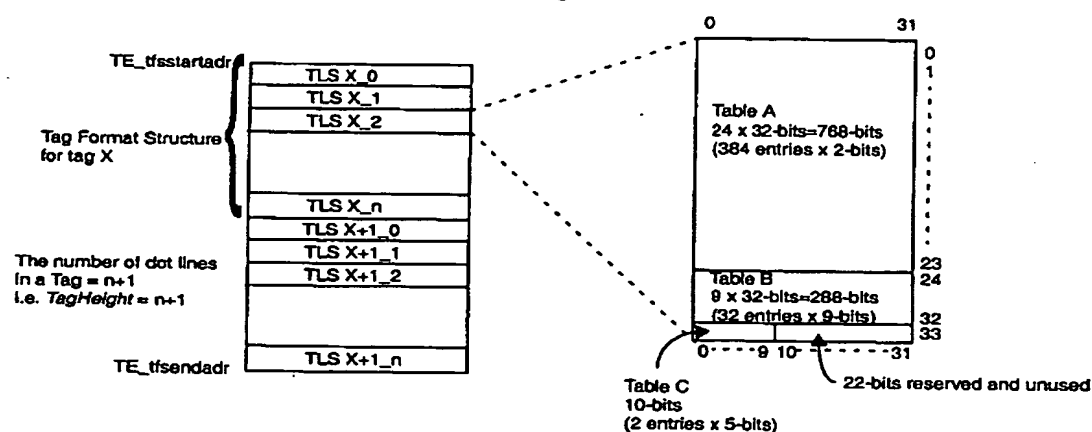 TE_tfsstartadr
Tag Format Structure
for tag X
The number of dot lines
in a Tag = n+1
i.e. TagHeight = n+1
TE_tfsendadr
TLS X_0
TLS X_1
TLS X_2
TLS X_n
TLS X+1_0
TLS X+1_1
TLS X+1_2
TLS X+1_n
0 31
0
1
Table A
24 x 32-bits=768-bits
(384 entries x 2-bits)
23
Table B 24
9 x 32-bits=288-bits
(32 entries x 9-bits) 32
33
0 9 10 31
Table C
10-bits
(2 entries x 5-bits)
22-bits reserved and unused